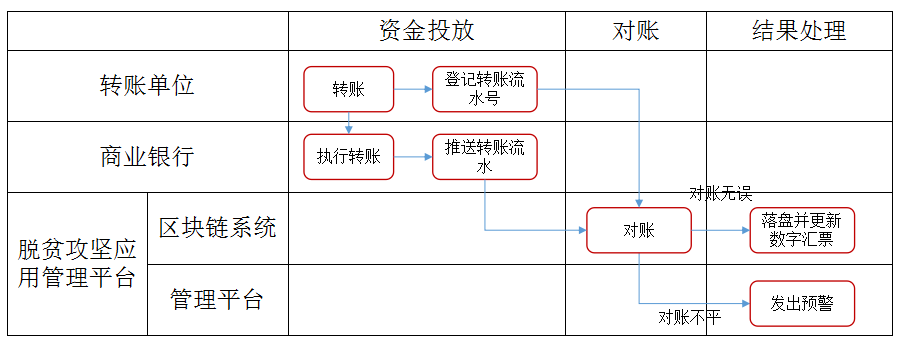 资金投放
对账
结果处理
转账单位
转账
登记转账流
水号
商业银行
执行转账
推送转账流
水
脱贫攻坚应
用管理平台
区块链系统
对账
对账无误
落盘并更新
数字汇票
管理平台
对账不平
发出预警